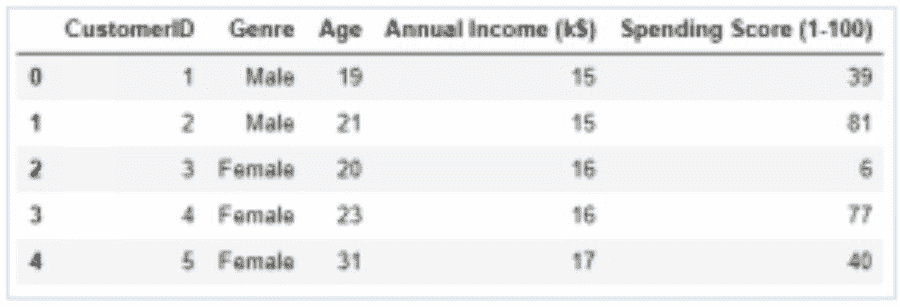 CustomerID Genre Age Annual Income (k$) Spending Score (1-100)
0 1 Male 19 15 39
1 2 Male 21 15 81
2 3 Female 20 16 6
3 4 Female 23 16 77
4 5 Female 31 17 40